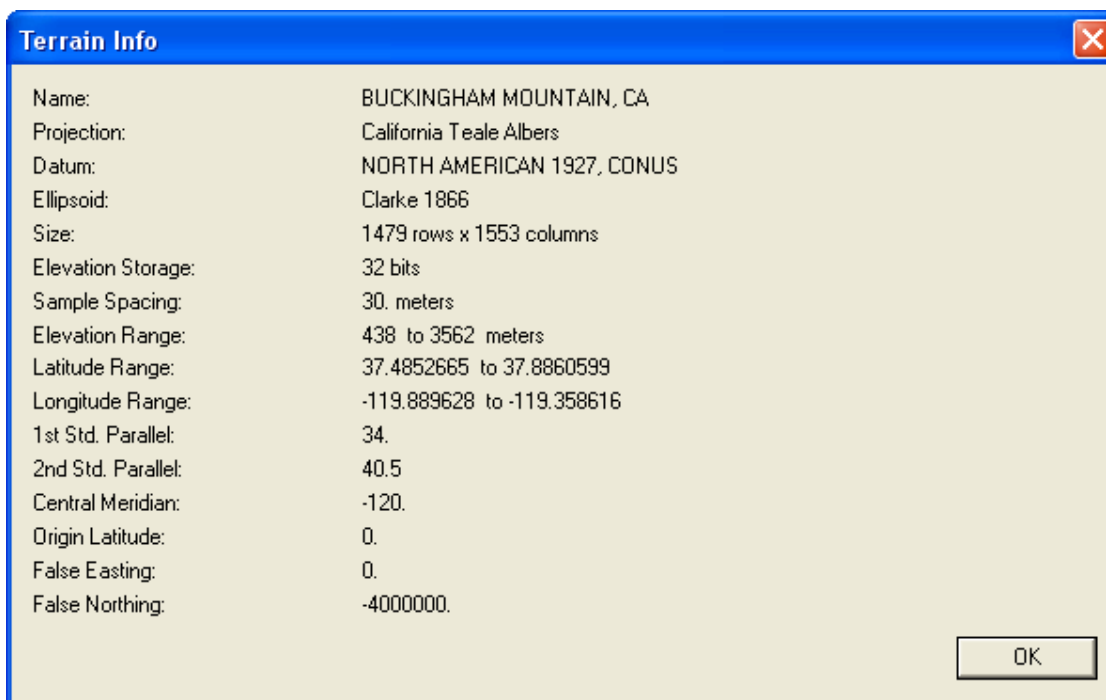 Terrain Info
Name: BUCKINGHAM MOUNTAIN, CA
Projection: California Teale Albers
Datum: NORTH AMERICAN 1927, CONUS
Ellipsoid: Clarke 1866
Size: 1479 rows x 1553 columns
Elevation Storage: 32 bits
Sample Spacing: 30. meters
Elevation Range: 438 to 3562 meters
Latitude Range: 37.4852665 to 37.8860599
Longitude Range: -119.889628 to -119.358616
1st Std. Parallel: 34.
2nd Std. Parallel: 40.5
Central Meridian: -120.
Origin Latitude: 0.
False Easting: 0.
False Northing: -4000000.
OK